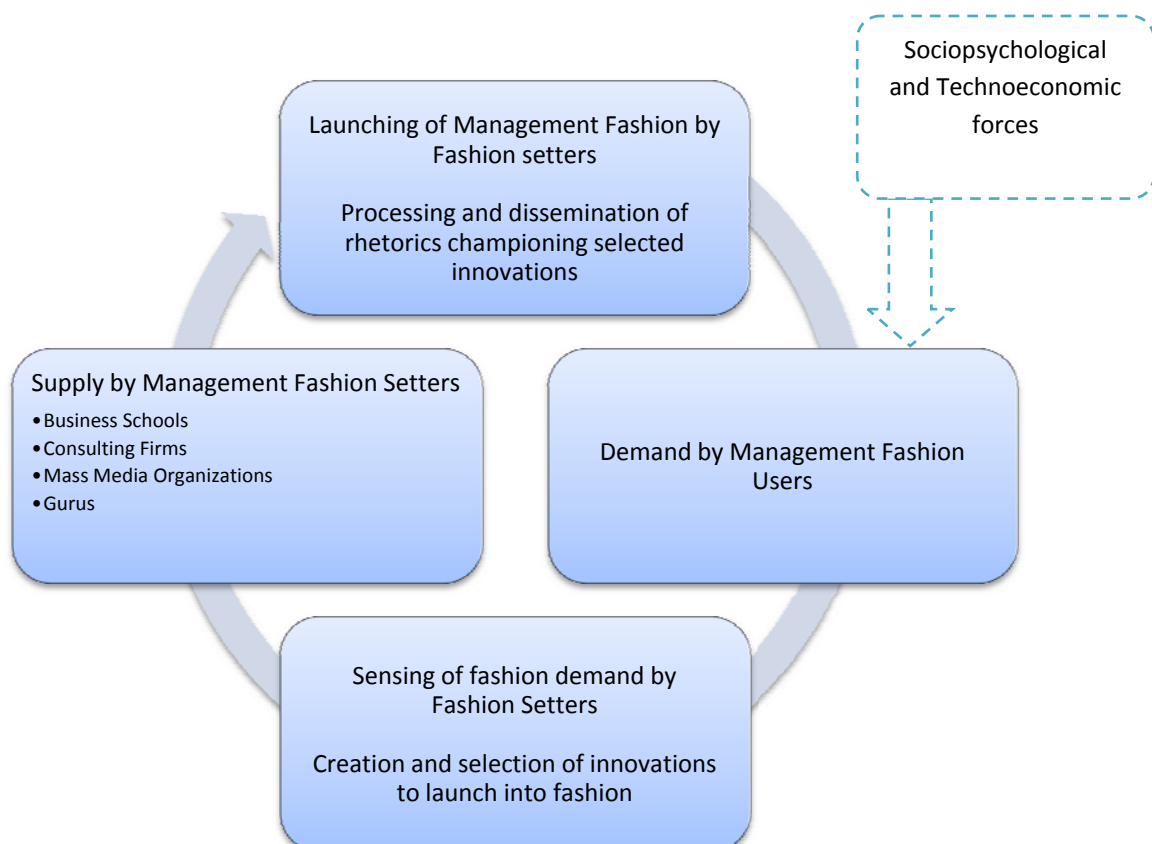 Sociopsychological
and Technoeconomic
forces
Launching of Management Fashion by
Fashion setters
Processing and dissemination of
rhetorics championing selected
innovations
Supply by Management Fashion Setters
•Business Schools
•Consulting Firms
•Mass Media Organizations
•Gurus
Demand by Management Fashion
Users
Sensing of fashion demand by
Fashion Setters
Creation and selection of innovations
to launch into fashion